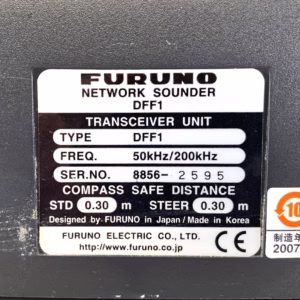 FURUNO
NETWORK SOUNDER
DFF1
TRANSCEIVER UNIT
TYPE DFF1
FREQ. 50kHz/200kHz
SER.NO. 8856-2595
COMPASS SAFE DISTANCE
STD 0.30 m STEER 0.30 m
Designed by FURUNO in Japan/Made in Korea
FURUNO ELECTRIC CO., LTD.
http://www.furuno.co.jp
CE
10
制造年
2007